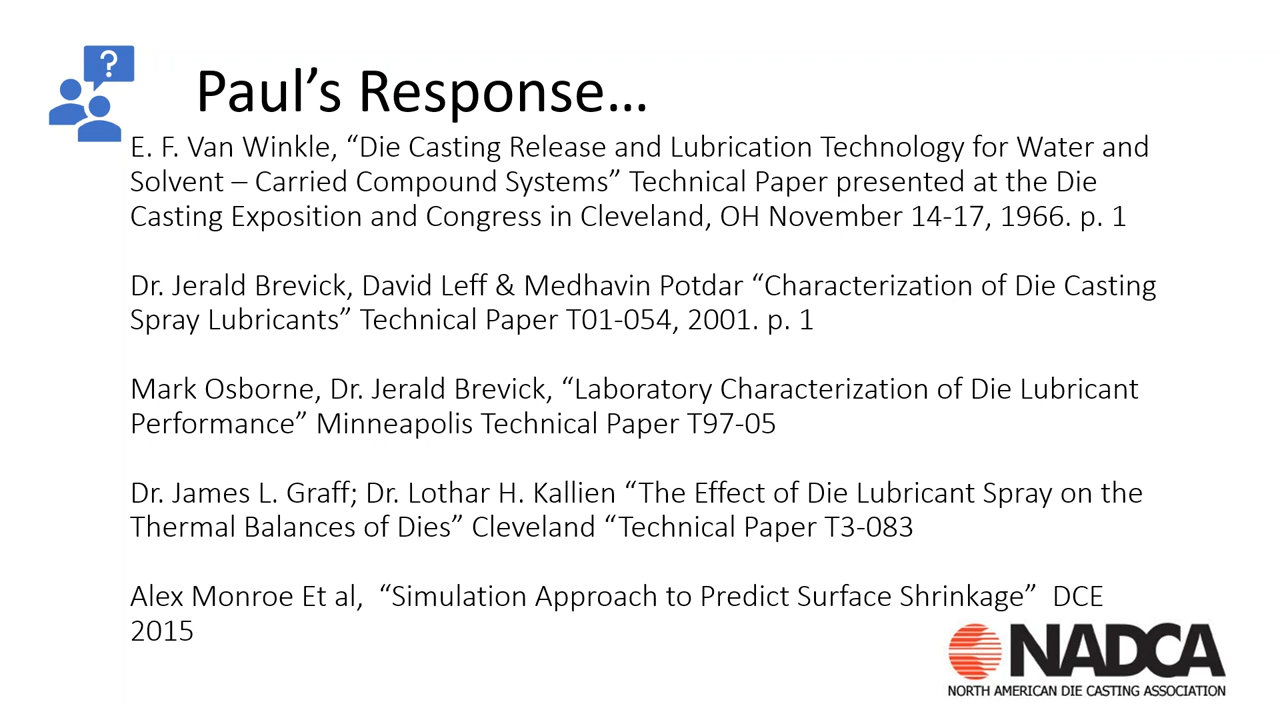 ?
Paul’s Response…
E. F. Van Winkle, “Die Casting Release and Lubrication Technology for Water and
Solvent – Carried Compound Systems” Technical Paper presented at the Die
Casting Exposition and Congress in Cleveland, OH November 14-17, 1966. p. 1
Dr. Jerald Brevick, David Leff & Medhavin Potdar “Characterization of Die Casting
Spray Lubricants” Technical Paper T01-054, 2001. p. 1
Mark Osborne, Dr. Jerald Brevick, “Laboratory Characterization of Die Lubricant
Performance” Minneapolis Technical Paper T97-05
Dr. James L. Graff; Dr. Lothar H. Kallien “The Effect of Die Lubricant Spray on the
Thermal Balances of Dies” Cleveland “Technical Paper T3-083
Alex Monroe Et al,  “Simulation Approach to Predict Surface Shrinkage”  DCE
2015
NADCA
NORTH AMERICAN DIE CASTING ASSOCIATION